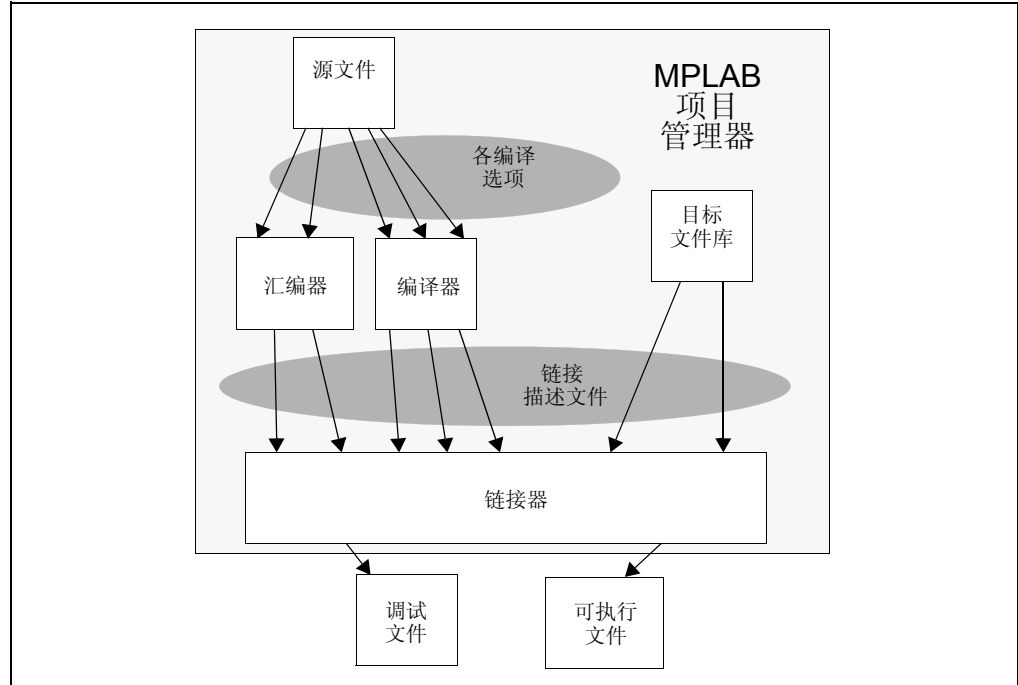 源文件
MPLAB
项目
管理器
各编译
选项
目标
文件库
汇编器
编译器
链接
描述文件
链接器
调试
文件
可执行
文件